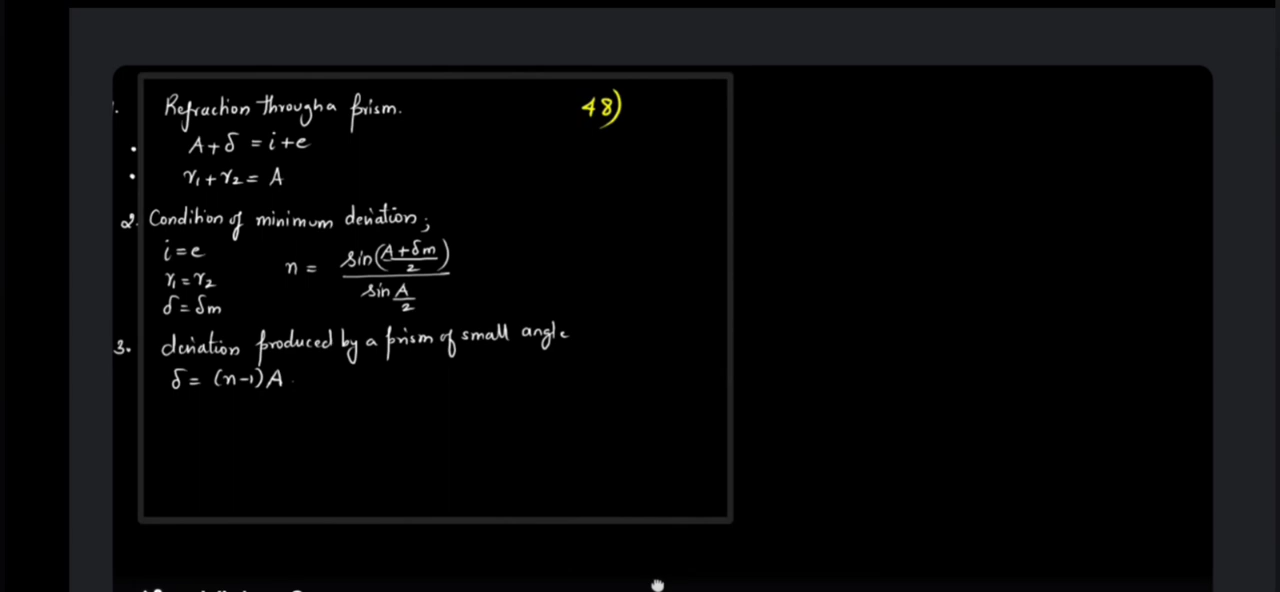 1. Refraction through a prism. 48)
• A+δ = i+e
• r₁+r₂ = A
2. Condition of minimum deviation;
i=e
r₁=r₂
δ=δm
n = sin(A+δm/2) / sin A/2
3. deviation produced by a prism of small angle
δ = (n-1)A